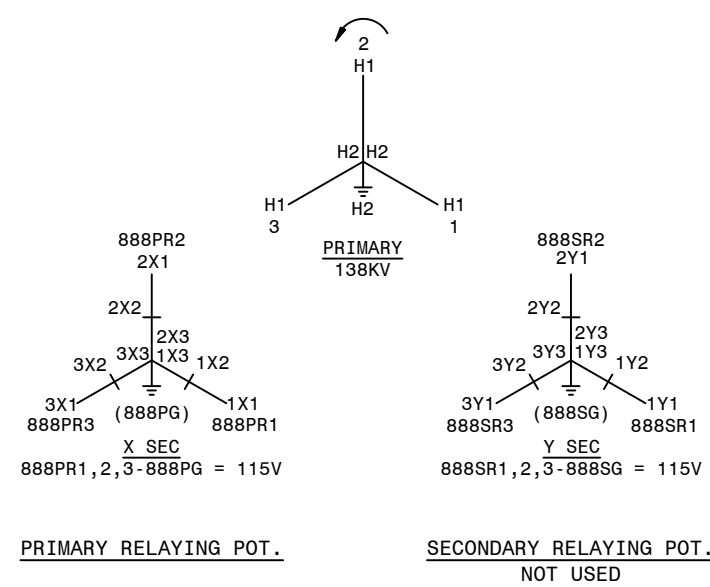 2
H1
H2 H2
H1 H2 H1
3 1
PRIMARY
138KV
888PR2
2X1
2X2
2X3
3X3 1X3
3X2 1X2
3X1 (888PG) 1X1
888PR3 888PR1
X SEC
888PR1,2,3-888PG = 115V
PRIMARY RELAYING POT.
888SR2
2Y1
2Y2
2Y3
3Y3 1Y3
3Y2 1Y2
3Y1 (888SG) 1Y1
888SR3 888SR1
Y SEC
888SR1,2,3-888SG = 115V
SECONDARY RELAYING POT.
NOT USED